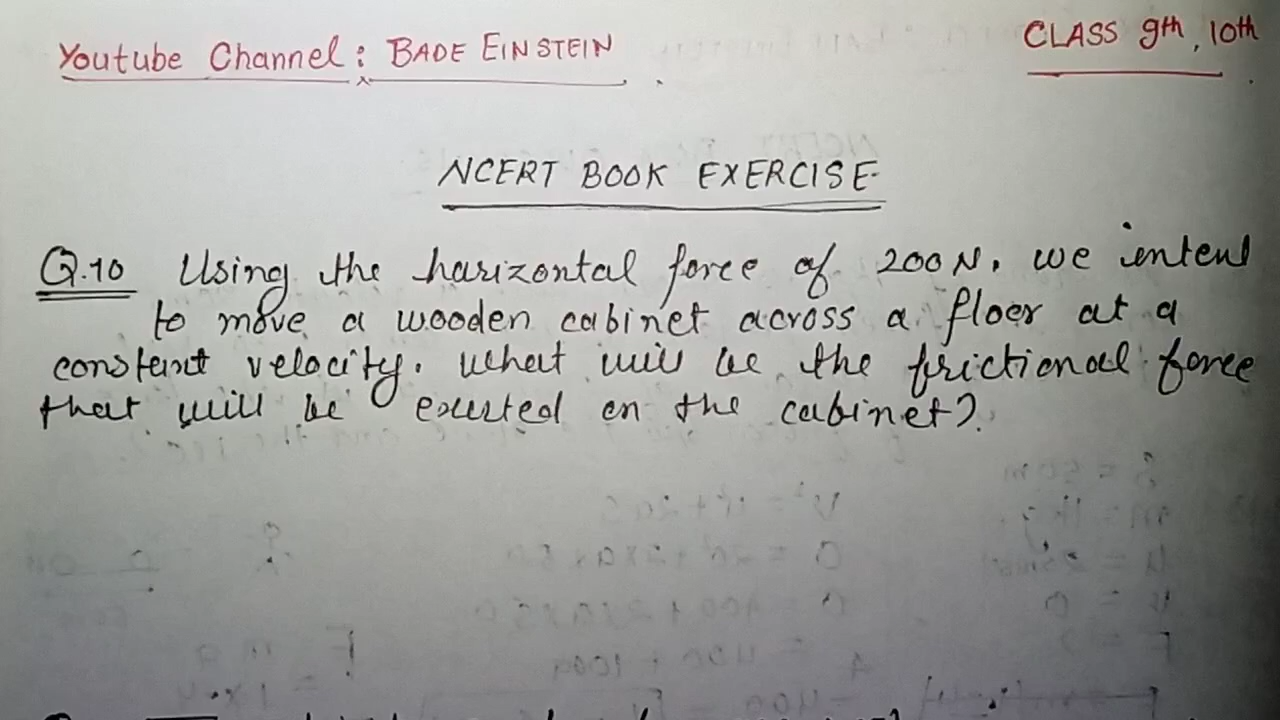 Youtube Channel : BADE EINSTEIN
CLASS 9th, 10th
NCERT BOOK EXERCISE
Q.10 Using the harizontal force of 200N, we intend
to move a wooden cabinet across a floor at a
constant velocity. What will be the frictional force
that will be exerted on the cabinet?